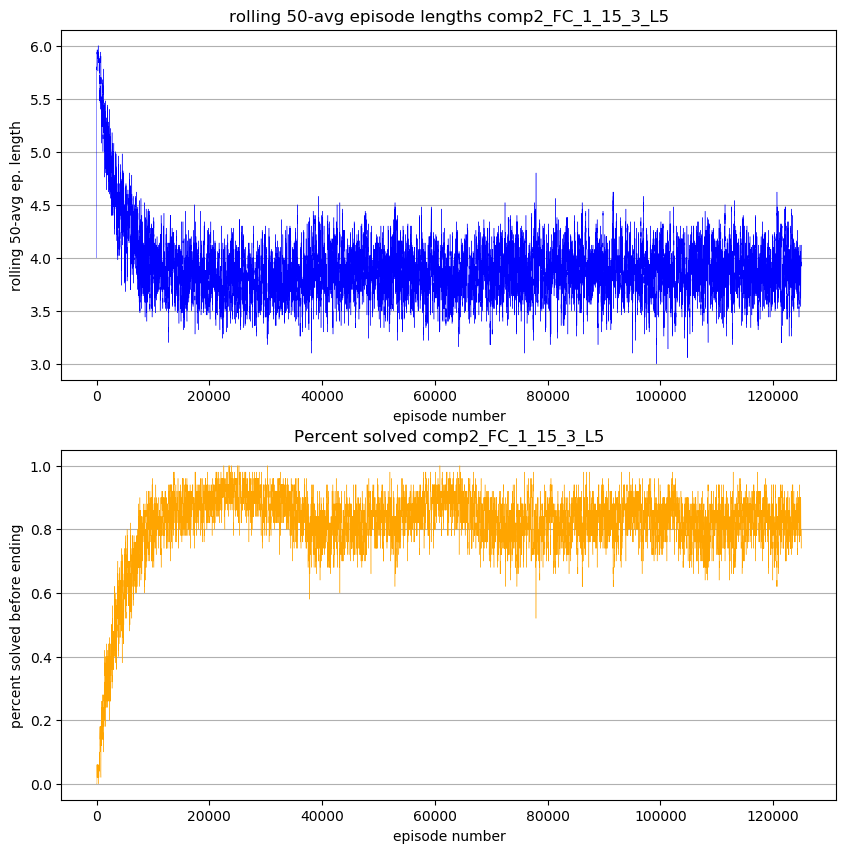 rolling 50-avg episode lengths comp2_FC_1_15_3_L5
6.0
5.5
5.0
4.5
4.0
3.5
3.0
rolling 50-avg ep. length
0 20000 40000 60000 80000 100000 120000
episode number
Percent solved comp2_FC_1_15_3_L5
1.0
0.8
0.6
0.4
0.2
0.0
percent solved before ending
0 20000 40000 60000 80000 100000 120000
episode number